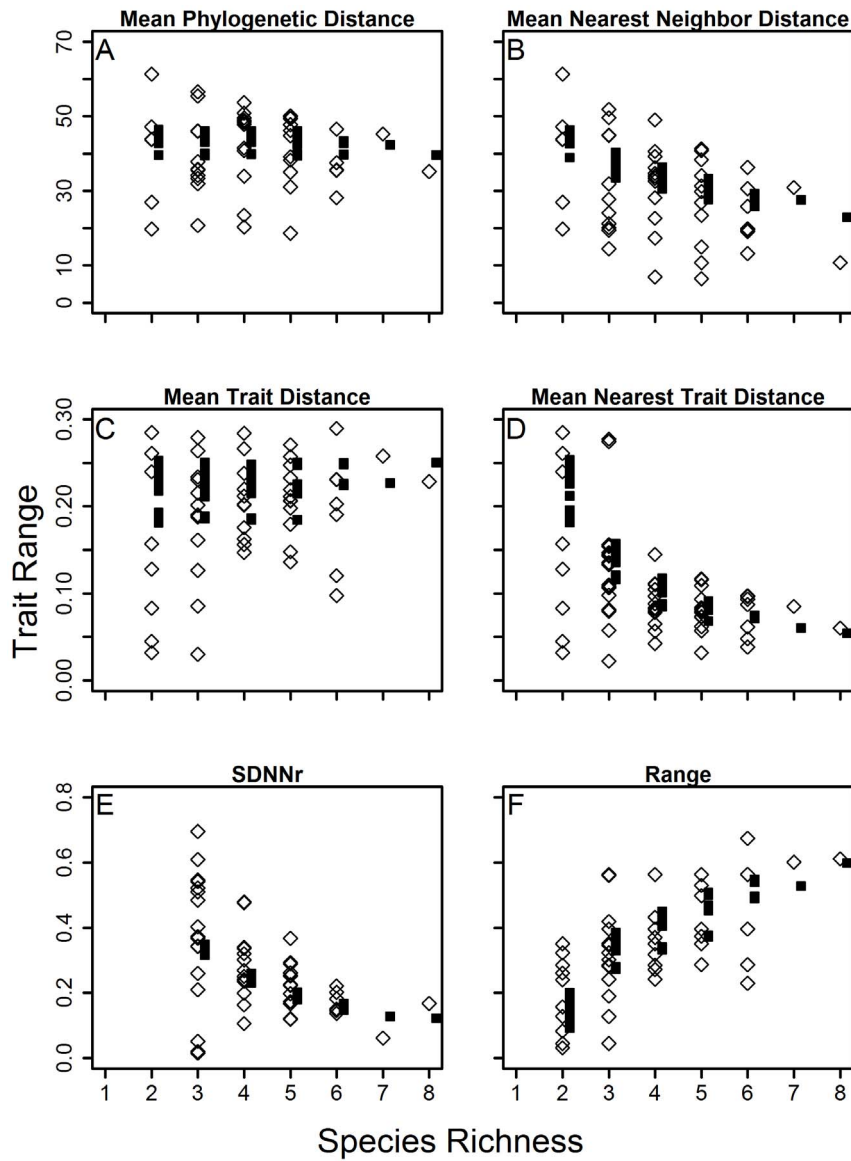 Mean Phylogenetic Distance
Mean Nearest Neighbor Distance
A
B
70
50
30
10
0
Mean Trait Distance
Mean Nearest Trait Distance
C
D
0.30
0.20
0.10
0.00
Trait Range
SDNNr
Range
E
F
0.8
0.6
0.4
0.2
0.0
1 2 3 4 5 6 7 8
1 2 3 4 5 6 7 8
Species Richness